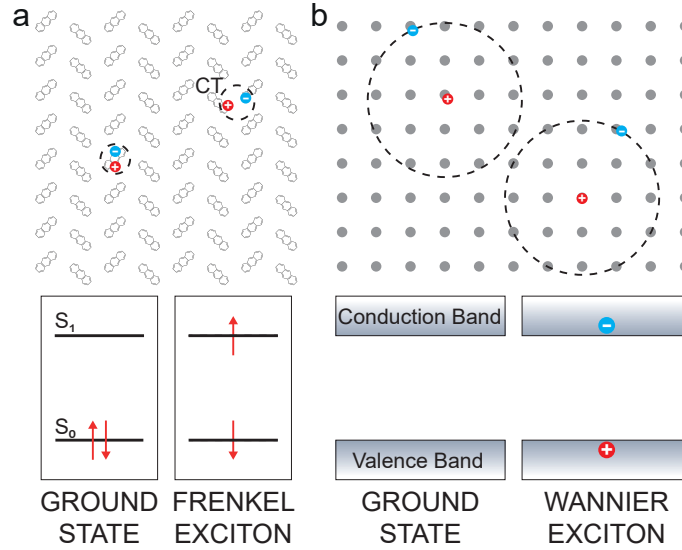 a
CT
S1
S0
GROUND
STATE
FRENKEL
EXCITON
b
Conduction Band
Valence Band
GROUND
STATE
WANNIER
EXCITON